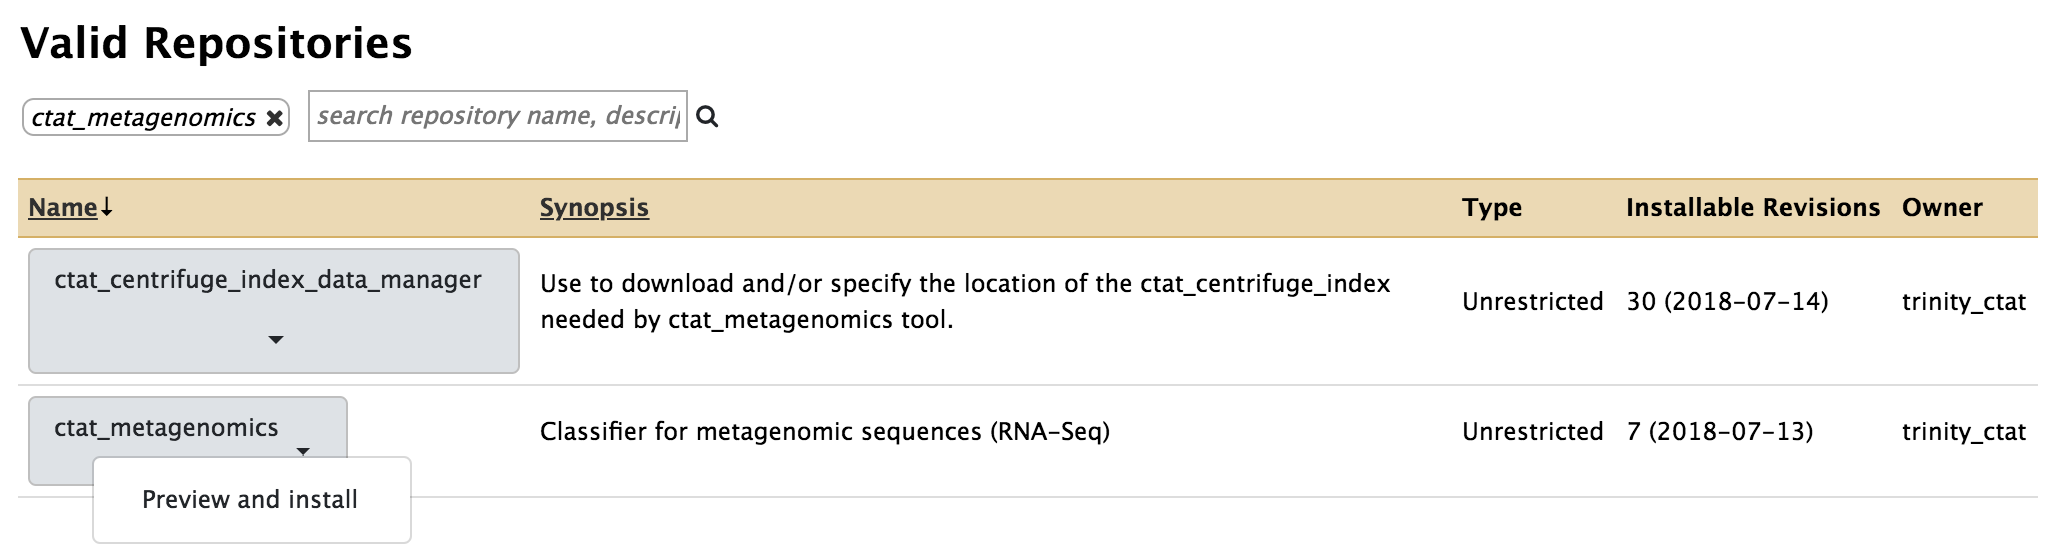 Valid Repositories
ctat_metagenomics ✖ search repository name, descrip
Name↓ Synopsis Type Installable Revisions Owner
ctat_centrifuge_index_data_manager Use to download and/or specify the location of the ctat_centrifuge_index
needed by ctat_metagenomics tool. Unrestricted 30 (2018-07-14) trinity_ctat
ctat_metagenomics Classifier for metagenomic sequences (RNA-Seq) Unrestricted 7 (2018-07-13) trinity_ctat
Preview and install